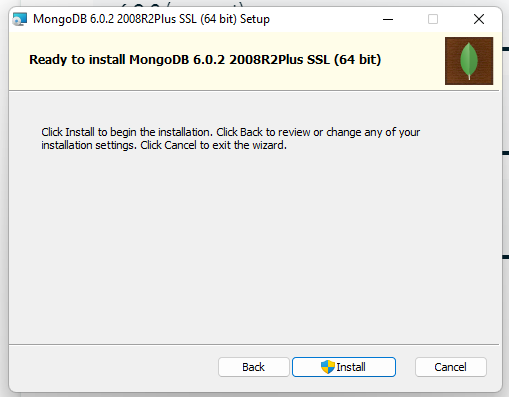 MongoDB 6.0.2 2008R2Plus SSL (64 bit) Setup
Ready to install MongoDB 6.0.2 2008R2Plus SSL (64 bit)
Click Install to begin the installation. Click Back to review or change any of your
installation settings. Click Cancel to exit the wizard.
Back
Install
Cancel